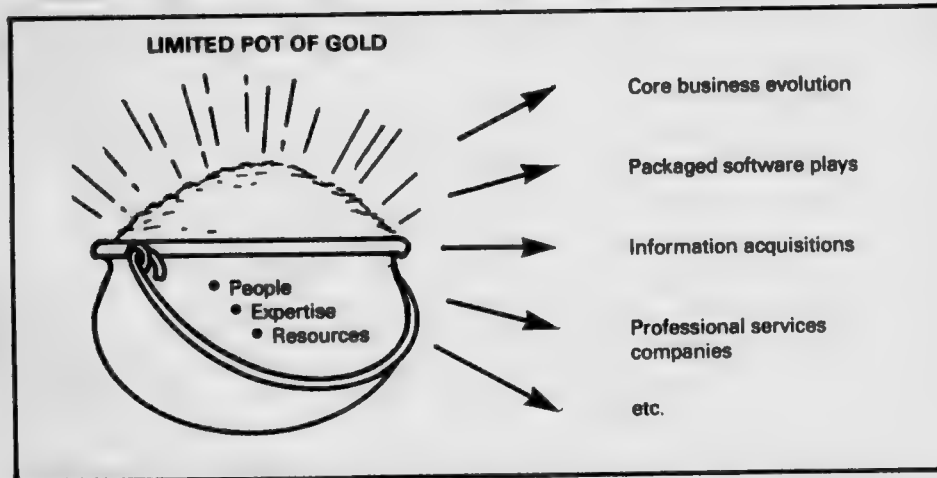 LIMITED POT OF GOLD
• People
• Expertise
• Resources
Core business evolution
Packaged software plays
Information acquisitions
Professional services
companies
etc.